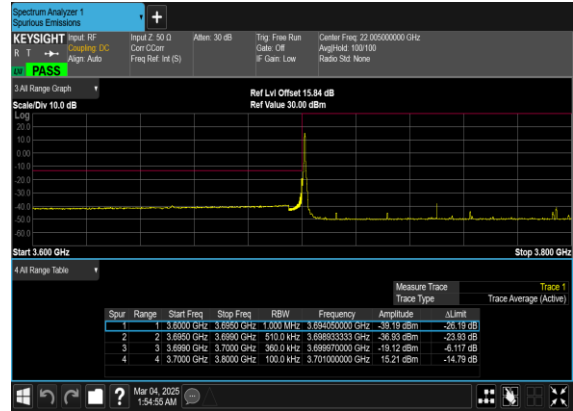 Spectrum Analyzer 1
Spurious Emissions
KEYSIGHT
R T
LW PASS
Input: RF
Coupling: DC
Align: Auto
Input Z: 50 Ω
Corr CCorr
Freq Ref: Int (S)
Atten: 30 dB
Trig: Free Run
Gate: Off
IF Gain: Low
Center Freq: 22.005000000 GHz
Avg|Hold: 100/100
Radio Std: None
3 All Range Graph
Scale/Div 10.0 dB
Ref Lvl Offset 15.84 dB
Ref Value 30.00 dBm
Log
20.0
10.0
0.00
-10.0
-20.0
-30.0
-40.0
-50.0
-60.0
Start 3.600 GHz
Stop 3.800 GHz
4 All Range Table
Measure Trace Trace 1
Trace Type Trace Average (Active)
Spur Range Start Freq Stop Freq RBW Frequency Amplitude ΔLimit
1 1 3.6000 GHz 3.6950 GHz 1.000 MHz 3.694050000 GHz -39.19 dBm -26.19 dB
2 2 3.6950 GHz 3.6990 GHz 510.0 kHz 3.698933333 GHz -36.93 dBm -23.93 dB
3 3 3.6990 GHz 3.7000 GHz 360.0 kHz 3.699970000 GHz -19.12 dBm -6.117 dB
4 4 3.7000 GHz 3.8000 GHz 100.0 kHz 3.701000000 GHz 15.21 dBm -14.79 dB
Mar 04, 2025
1:54:55 AM